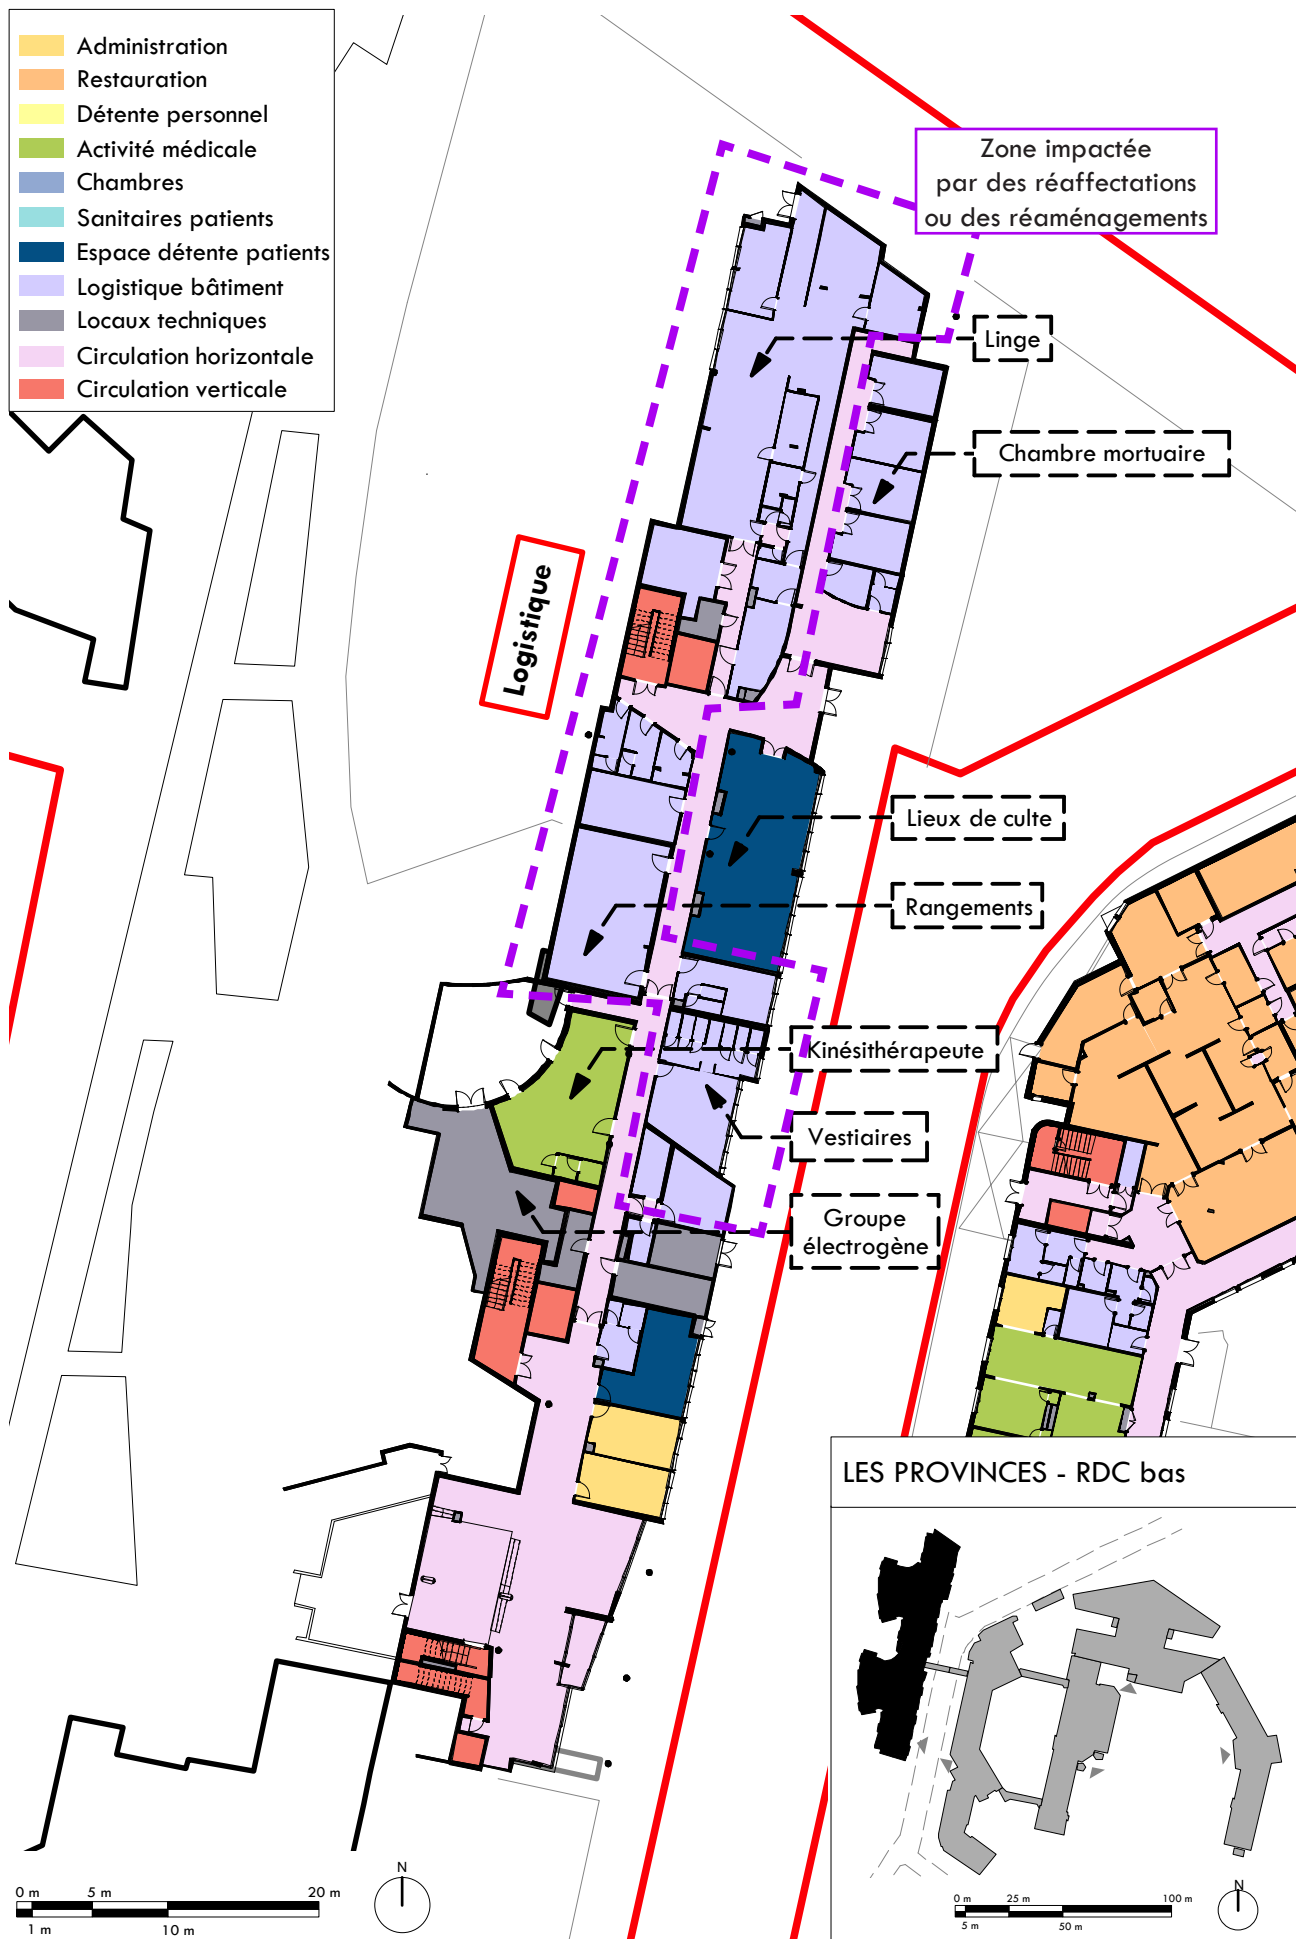 Administration
Restauration
Détente personnel
Activité médicale
Chambres
Sanitaires patients
Espace détente patients
Logistique bâtiment
Locaux techniques
Circulation horizontale
Circulation verticale
Zone impactée
par des réaffectations
ou des réaménagements
Linge
Chambre mortuaire
Logistique
Lieux de culte
Rangements
Kinésithérapeute
Vestiaires
Groupe
électrogène
LES PROVINCES - RDC bas
0 m 5 m 20 m
1 m 10 m
N
0 m 25 m 100 m
5 m 50 m
N